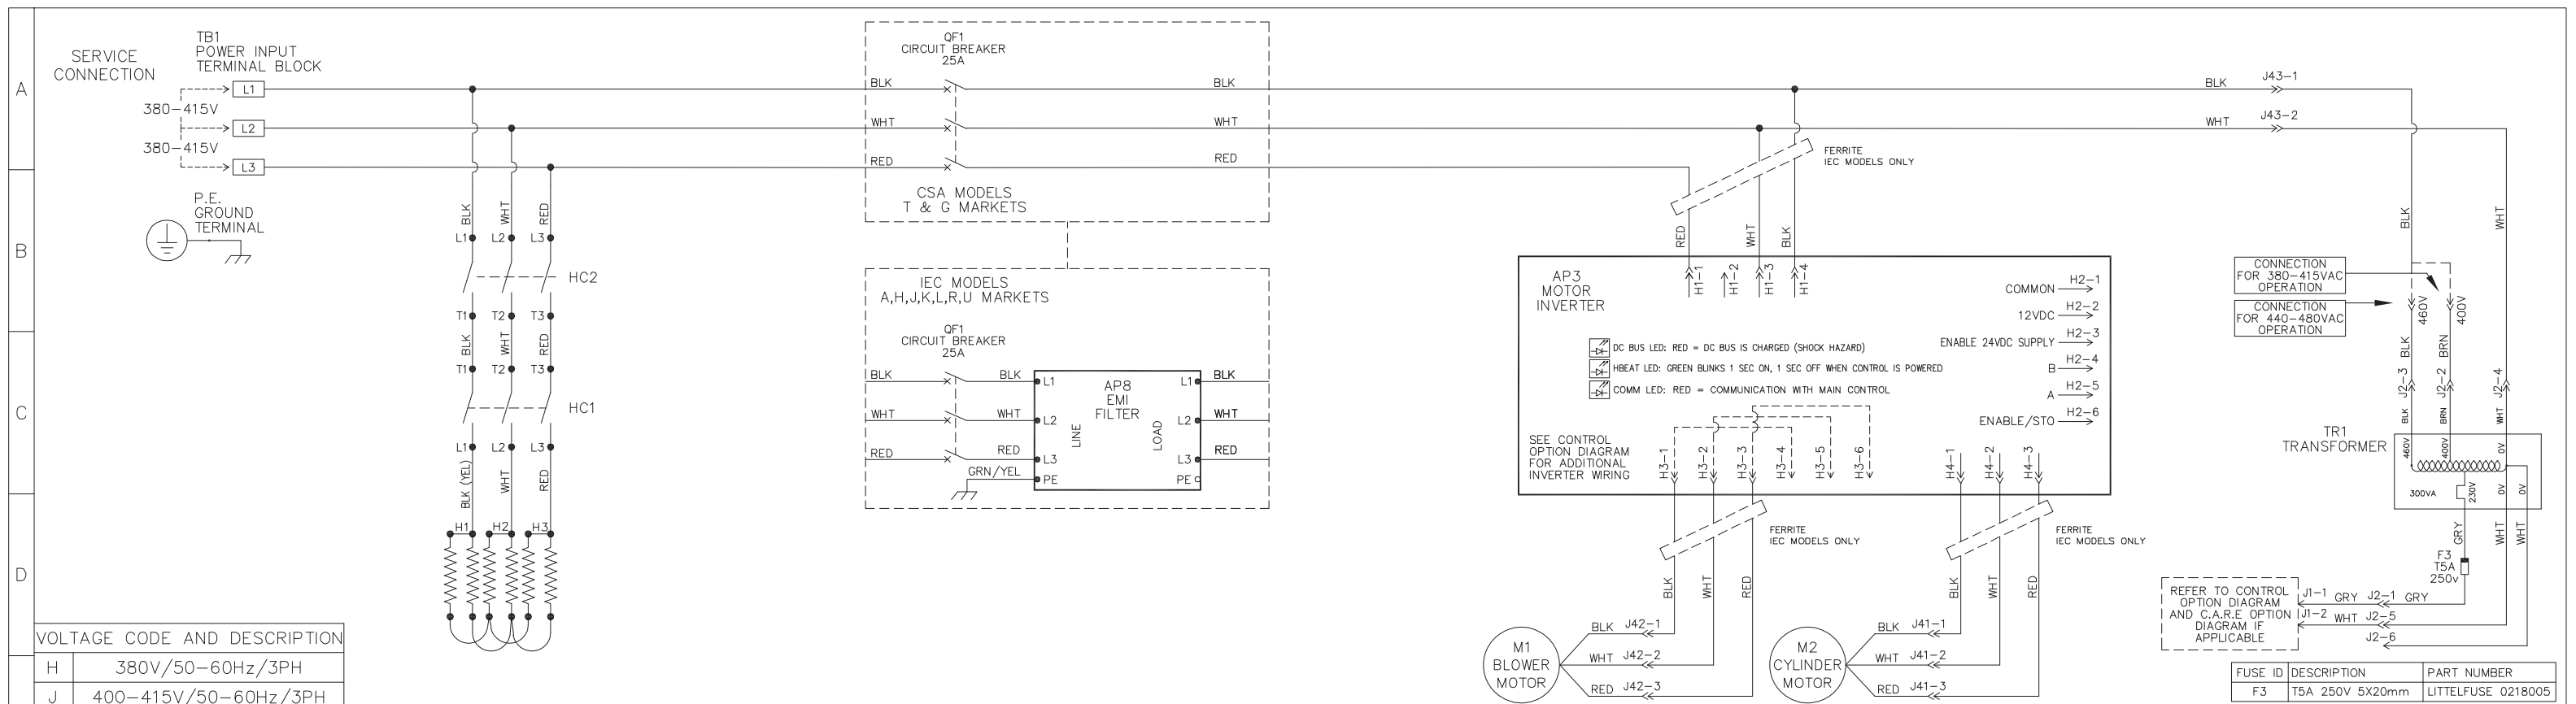 A
B
C
D
SERVICE
CONNECTION
TB1
POWER INPUT
TERMINAL BLOCK
L1
380-415V
L2
380-415V
L3
P.E.
GROUND
TERMINAL
BLK
WHT
RED
L1
L2
L3
HC2
T1
T2
T3
BLK
WHT
RED
T1
T2
T3
HC1
L1
L2
L3
BLK (YEL)
WHT
RED
H1
H2
H3
VOLTAGE CODE AND DESCRIPTION
H 380V/50-60Hz/3PH
J 400-415V/50-60Hz/3PH
QF1
CIRCUIT BREAKER
25A
BLK
BLK
WHT
WHT
RED
RED
CSA MODELS
T & G MARKETS
IEC MODELS
A,H,J,K,L,R,U MARKETS
QF1
CIRCUIT BREAKER
25A
BLK
BLK
WHT
WHT
RED
RED
GRN/YEL
L1
L2
L3
PE
AP8
EMI
FILTER
LINE
LOAD
L1
L2
L3
PE
BLK
WHT
RED
FERRITE
IEC MODELS ONLY
RED
WHT
BLK
AP3
MOTOR
INVERTER
H1-1
H1-2
H1-3
H1-4
COMMON
H2-1
12VDC
H2-2
ENABLE 24VDC SUPPLY
H2-3
B
H2-4
A
H2-5
ENABLE/STO
H2-6
DC BUS LED: RED = DC BUS IS CHARGED (SHOCK HAZARD)
HBEAT LED: GREEN BLINKS 1 SEC ON, 1 SEC OFF WHEN CONTROL IS POWERED
COMM LED: RED = COMMUNICATION WITH MAIN CONTROL
SEE CONTROL
OPTION DIAGRAM
FOR ADDITIONAL
INVERTER WIRING
H3-1
H3-2
H3-3
H3-4
H3-5
H3-6
H4-1
H4-2
H4-3
FERRITE
IEC MODELS ONLY
FERRITE
IEC MODELS ONLY
BLK
WHT
RED
BLK
WHT
RED
M1
BLOWER
MOTOR
BLK J42-1
WHT J42-2
RED J42-3
M2
CYLINDER
MOTOR
BLK J41-1
WHT J41-2
RED J41-3
BLK J43-1
WHT J43-2
BLK
WHT
CONNECTION
FOR 380-415VAC
OPERATION
CONNECTION
FOR 440-480VAC
OPERATION
460V
400V
BLK
BRN
J2-3
J2-2
J2-4
BLK
BRN
WHT
TR1
TRANSFORMER
460V
400V
0V
300VA
230V
0V
0V
GRY
WHT
WHT
F3
T5A
250v
REFER TO CONTROL
OPTION DIAGRAM
AND C.A.R.E OPTION
DIAGRAM IF
APPLICABLE
J1-1 GRY J2-1 GRY
J1-2 WHT J2-5
J2-6
FUSE ID DESCRIPTION PART NUMBER
F3 T5A 250V 5X20mm LITTELFUSE 0218005